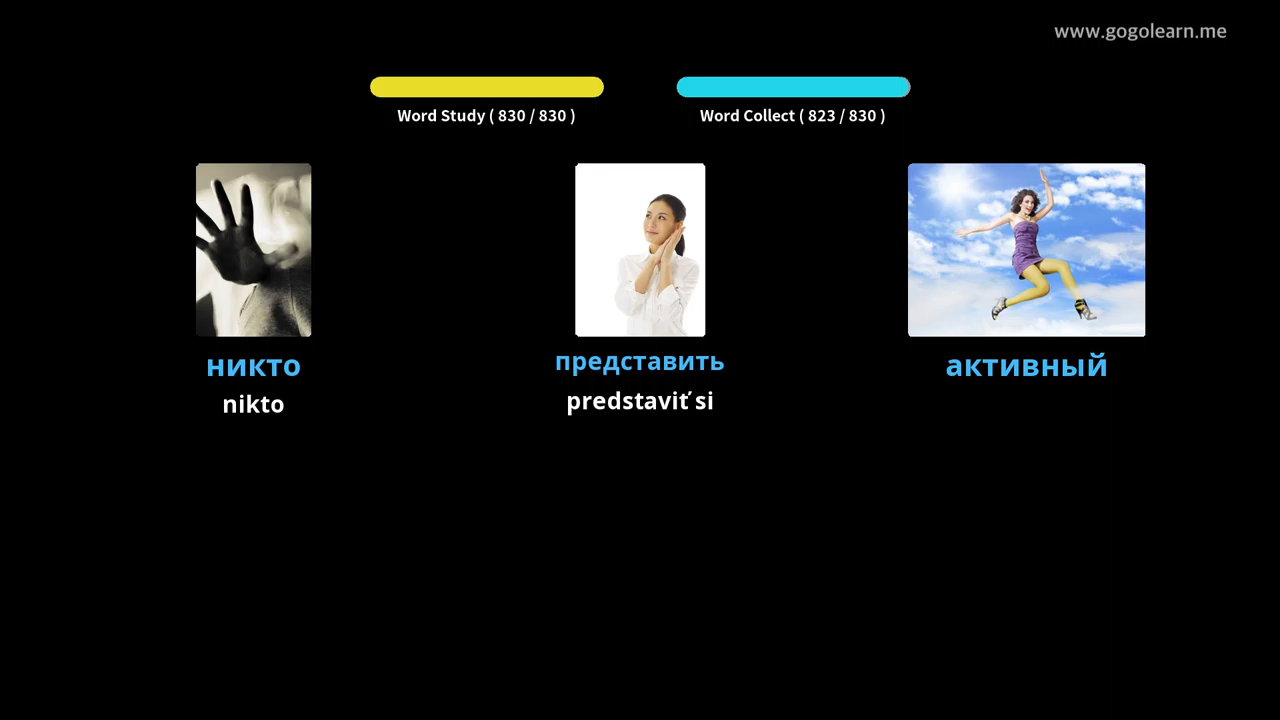 www.gogolearn.me
Word Study ( 830 / 830 )
Word Collect ( 823 / 830 )
никто
nikto
представить
predstaviť si
активный